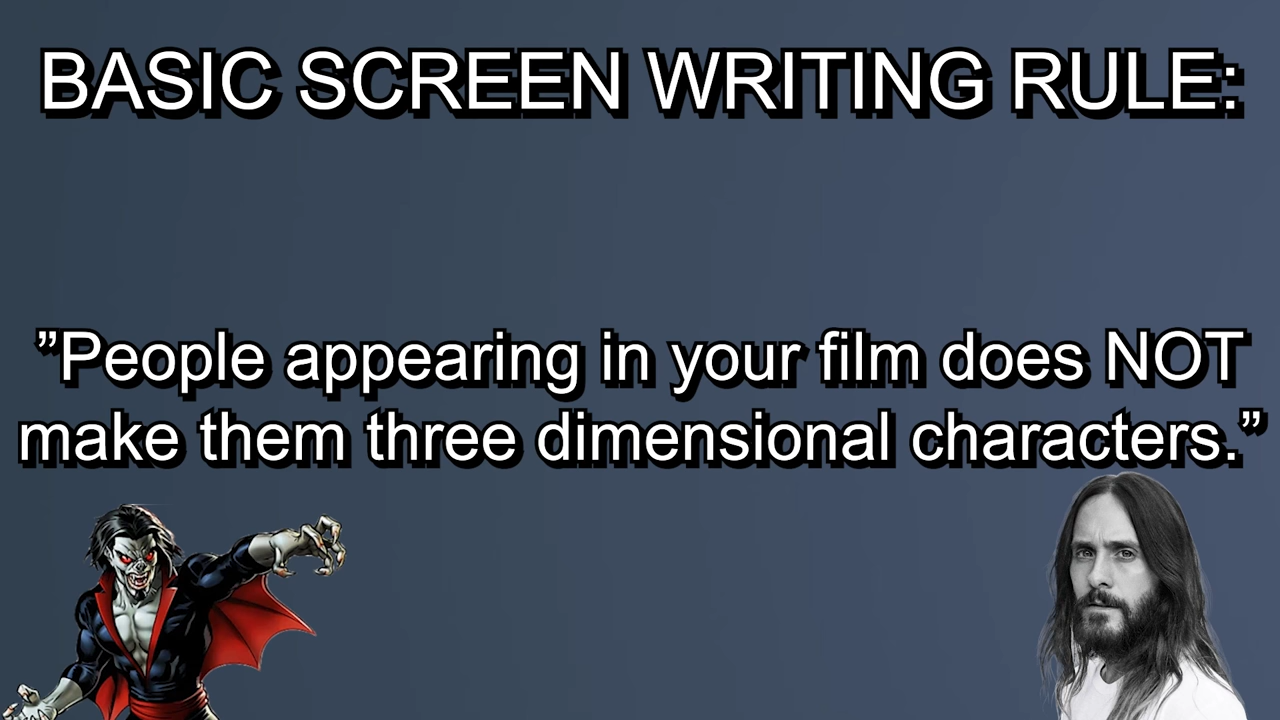 BASIC SCREEN WRITING RULE:
”People appearing in your film does NOT
make them three dimensional characters.”